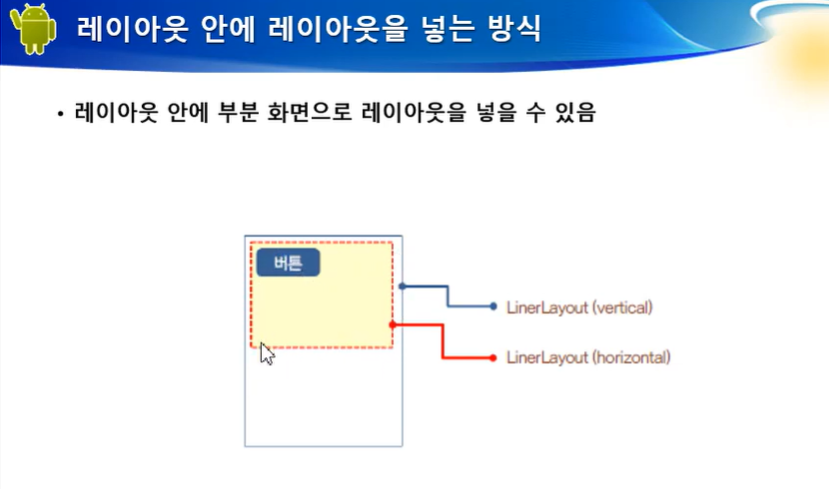 레이아웃 안에 레이아웃을 넣는 방식
• 레이아웃 안에 부분 화면으로 레이아웃을 넣을 수 있음
버튼
LinerLayout (vertical)
LinerLayout (horizontal)